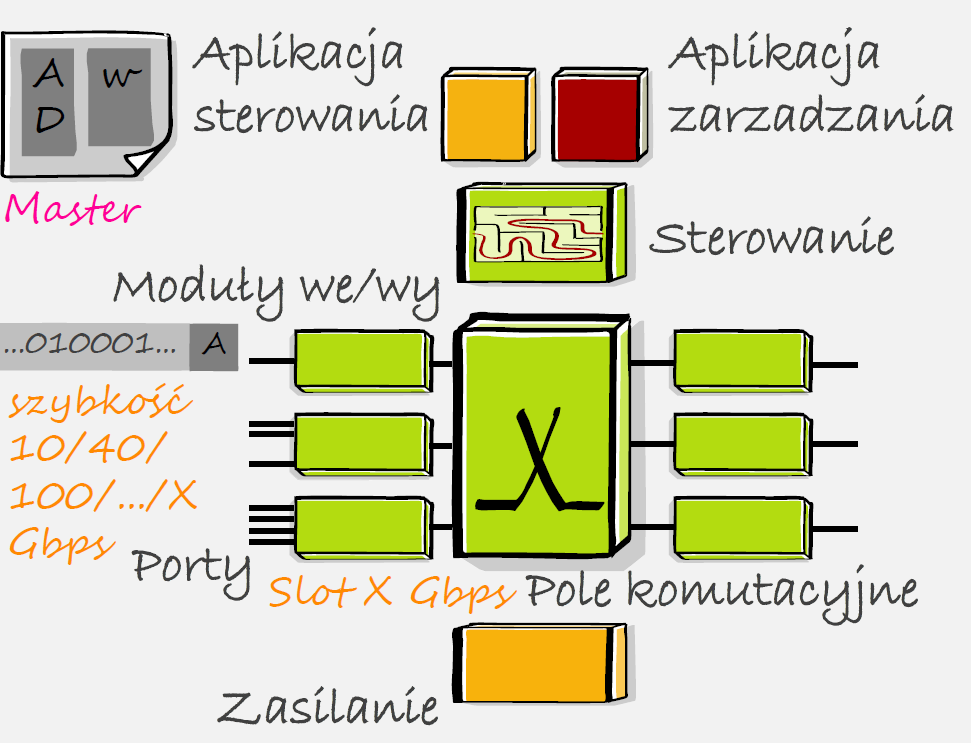 A
D
w
Aplikacja
sterowania
Aplikacja
zarzadzania
Master
Sterowanie
Moduły we/wy
...010001...
A
szybkość
10/40/
100/.../X
Gbps
Porty
Slot X Gbps
Pole komutacyjne
Zasilanie